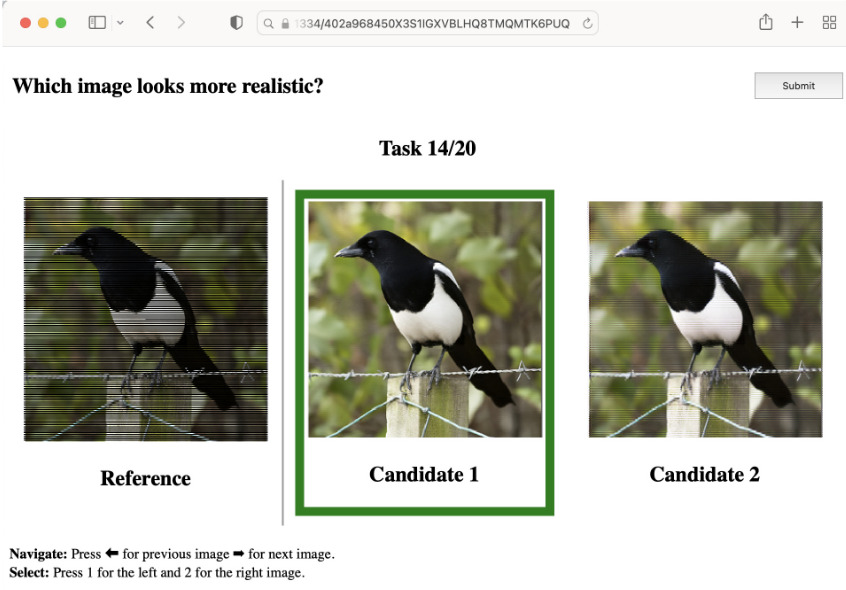 1334/402a968450X3S1IGXVBLHQ8TMQMTK6PUQ
Which image looks more realistic?
Submit
Task 14/20
Reference
Candidate 1
Candidate 2
Navigate: Press ⬅ for previous image ➡ for next image.
Select: Press 1 for the left and 2 for the right image.